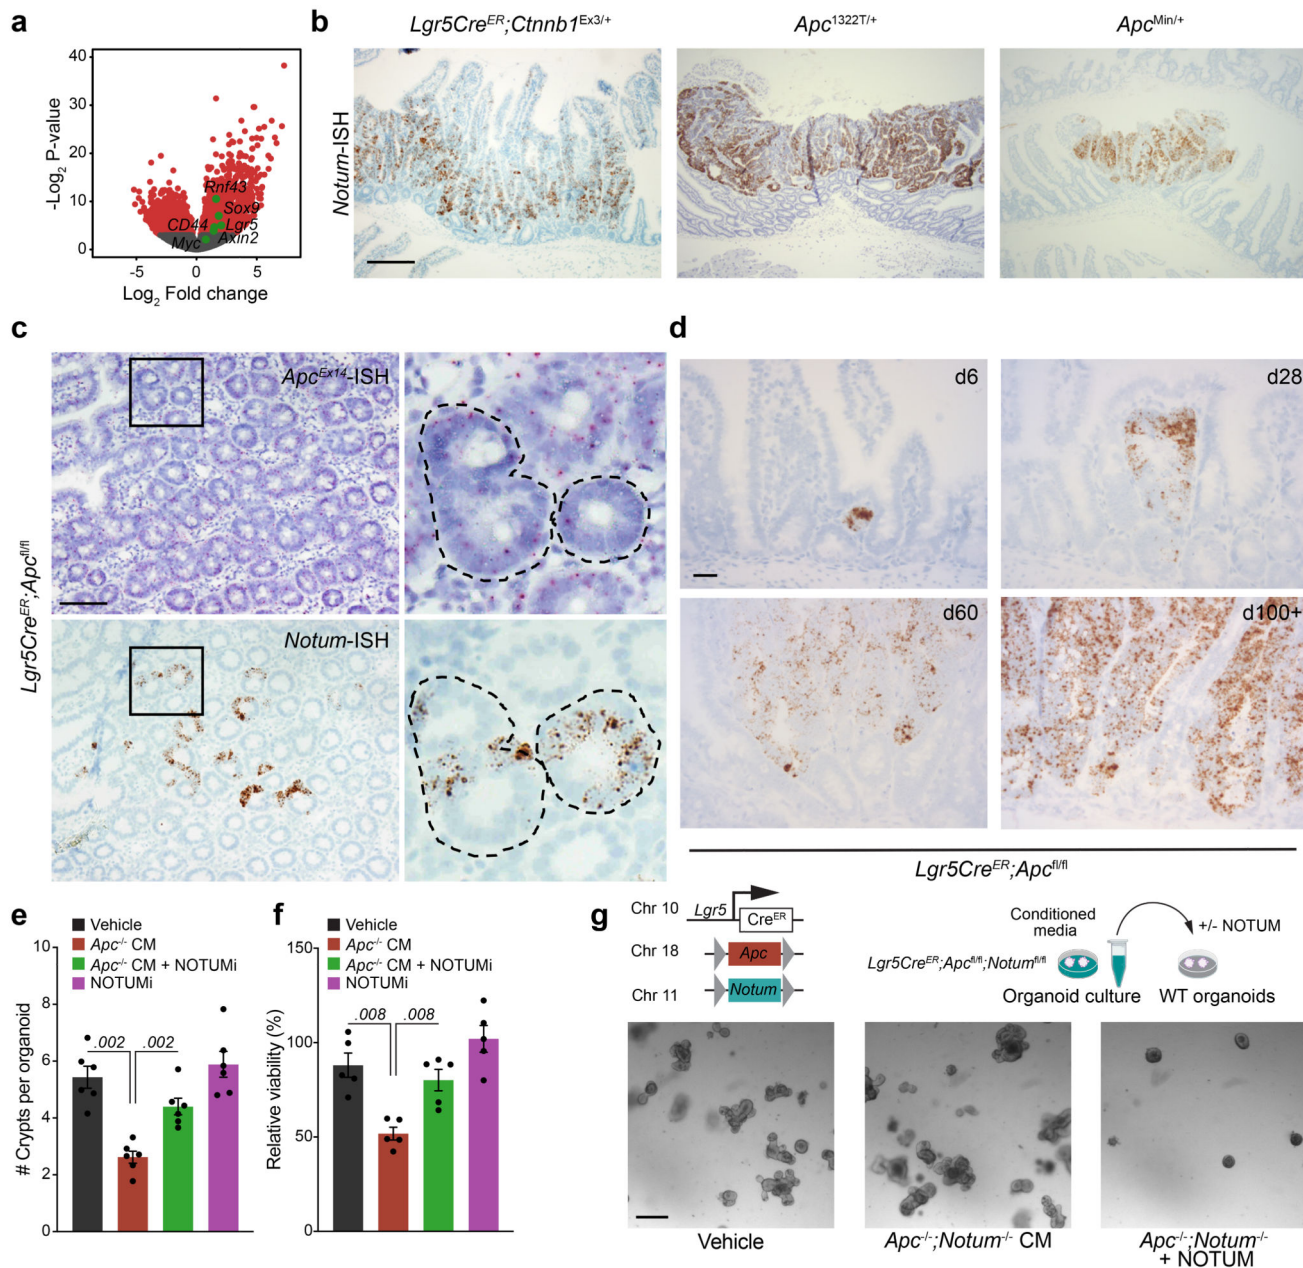 a
-Log₂ P-value
40
30
20
10
0
Rnf43
Sox9
CD44
Lgr5
Myc
Axin2
-5
0
5
Log₂ Fold change
b
Lgr5Creᴱᴿ;Ctnnb1ᴱˣ³/⁺
Apc¹³²²ᵀ/⁺
Apcᴹⁱⁿ/⁺
Notum-ISH
c
Lgr5Creᴱᴿ;Apcᶠˡ/ᶠˡ
Apcᴱˣ¹⁴-ISH
Notum-ISH
d
d6
d28
d60
d100+
Lgr5Creᴱᴿ;Apcᶠˡ/ᶠˡ
e
Vehicle
Apc⁻/⁻ CM
Apc⁻/⁻ CM + NOTUMi
NOTUMi
# Crypts per organoid
10
8
6
4
2
0
.002
.002
f
Vehicle
Apc⁻/⁻ CM
Apc⁻/⁻ CM + NOTUMi
NOTUMi
Relative viability (%)
150
100
50
0
.008
.008
g
Chr 10
Lgr5
Creᴱᴿ
Chr 18
Apc
Chr 11
Notum
Conditioned
media
+/- NOTUM
Lgr5Creᴱᴿ;Apcᶠˡ/ᶠˡ;Notumᶠˡ/ᶠˡ
Organoid culture
WT organoids
Vehicle
Apc⁻/⁻;Notum⁻/⁻ CM
Apc⁻/⁻;Notum⁻/⁻
+ NOTUM